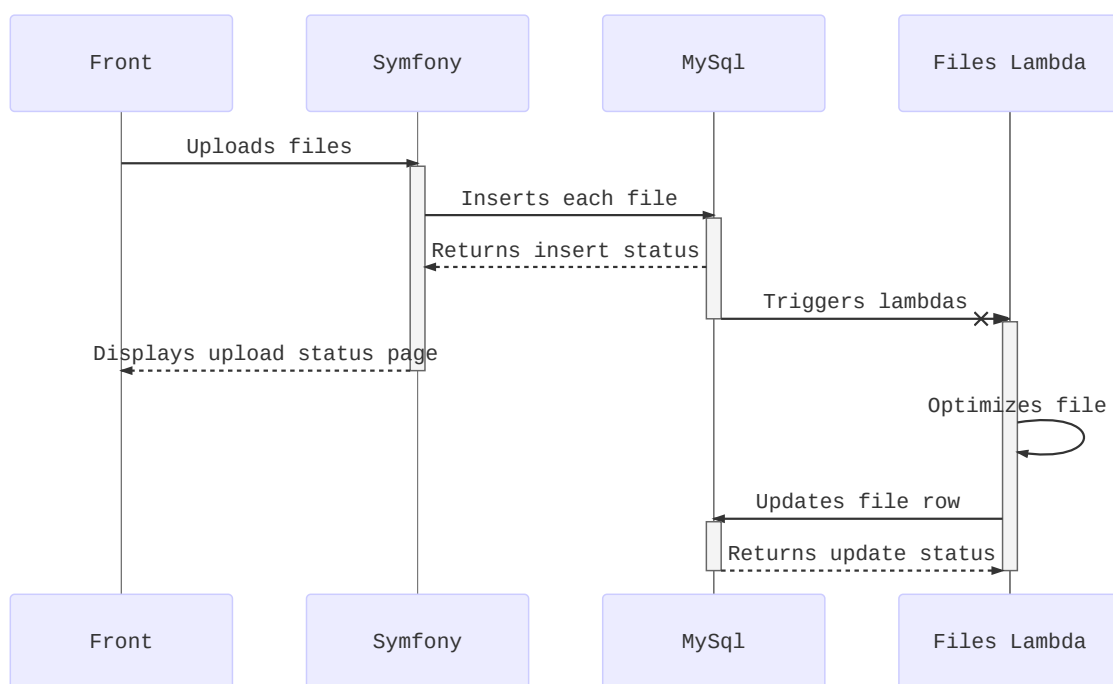 Front
Symfony
MySql
Files Lambda
Uploads files
Inserts each file
Returns insert status
Triggers lambdas
Displays upload status page
Optimizes file
Updates file row
Returns update status
Front
Symfony
MySql
Files Lambda